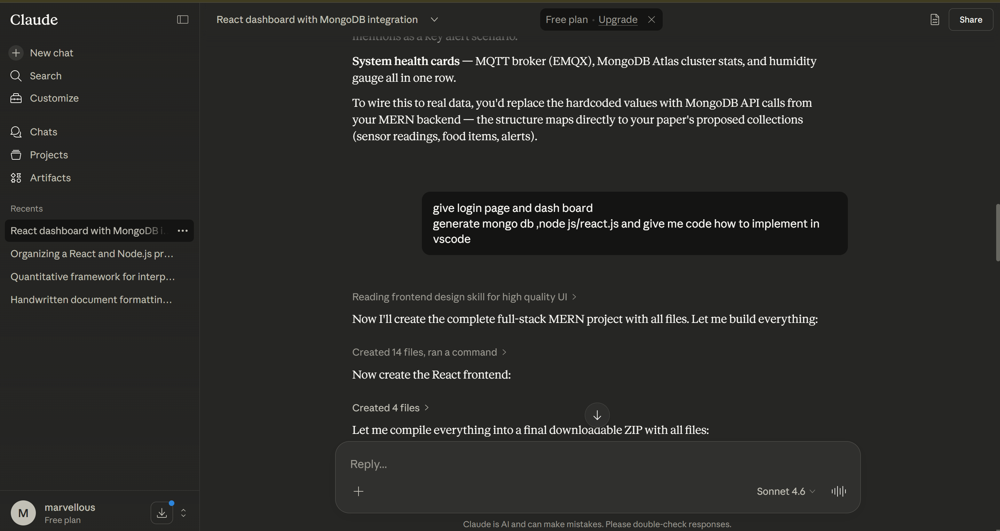 Claude
New chat
Search
Customize
Chats
Projects
Artifacts
Recents
React dashboard with MongoDB i...
Organizing a React and Node.js pr...
Quantitative framework for interp...
Handwritten document formattin...
M
marvellous
Free plan
React dashboard with MongoDB integration
Free plan • Upgrade
Share
mentions as a key alert scenario.
System health cards — MQTT broker (EMQX), MongoDB Atlas cluster stats, and humidity
gauge all in one row.
To wire this to real data, you'd replace the hardcoded values with MongoDB API calls from
your MERN backend — the structure maps directly to your paper's proposed collections
(sensor readings, food items, alerts).
give login page and dash board
generate mongo db ,node js/react.js and give me code how to implement in
vscode
Reading frontend design skill for high quality UI
Now I'll create the complete full-stack MERN project with all files. Let me build everything:
Created 14 files, ran a command
Now create the React frontend:
Created 4 files
Let me compile everything into a final downloadable ZIP with all files:
Reply...
Sonnet 4.6
Claude is AI and can make mistakes. Please double-check responses.